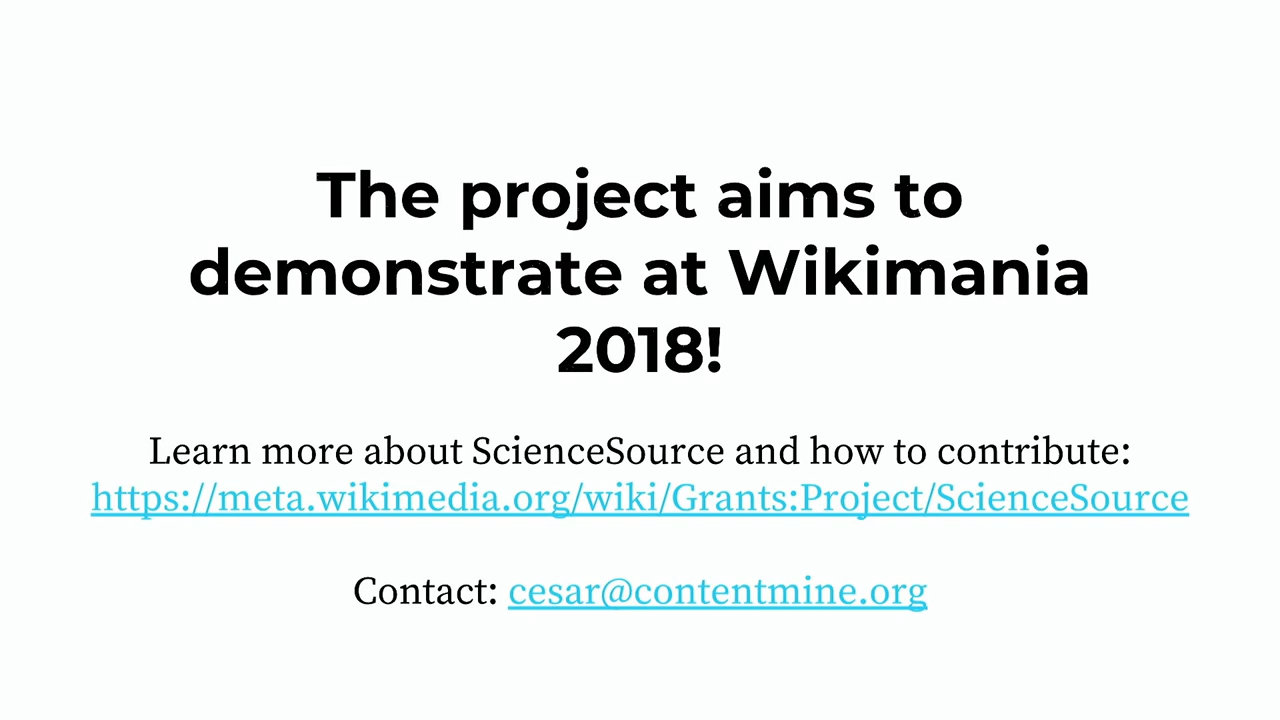 The project aims to
demonstrate at Wikimania
2018!
Learn more about ScienceSource and how to contribute:
https://meta.wikimedia.org/wiki/Grants:Project/ScienceSource
Contact: cesar@contentmine.org